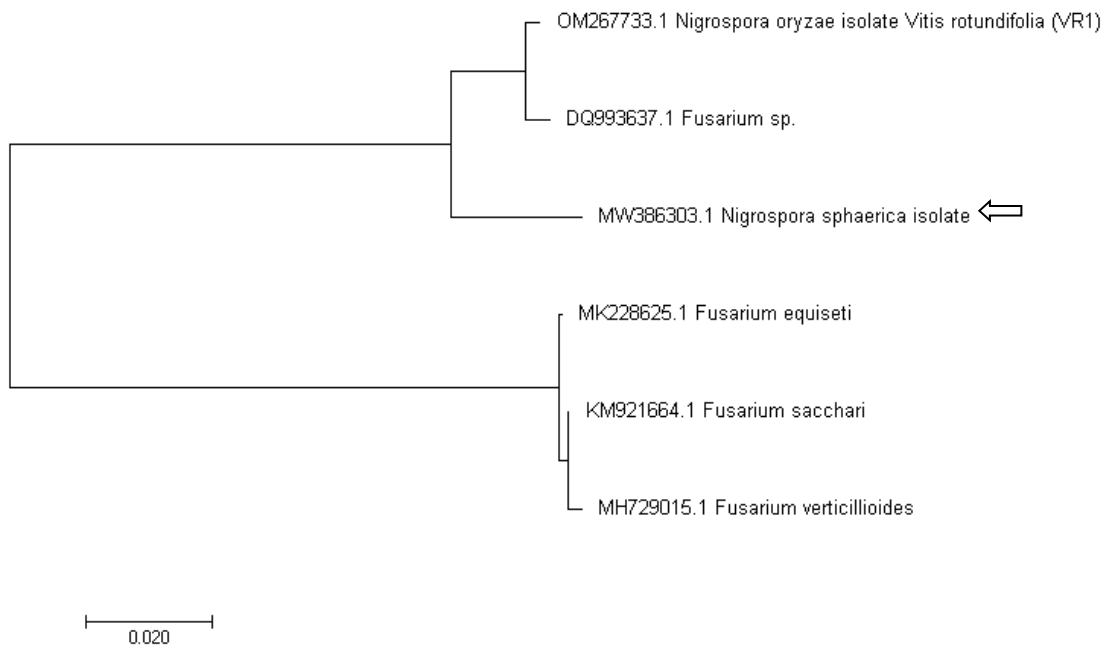 OM267733.1 Nigrospora oryzae isolate Vitis rotundifolia (VR1)
DQ993637.1 Fusarium sp.
MW386303.1 Nigrospora sphaerica isolate
MK228625.1 Fusarium equiseti
KM921664.1 Fusarium sacchari
MH729015.1 Fusarium verticillioides
0.020